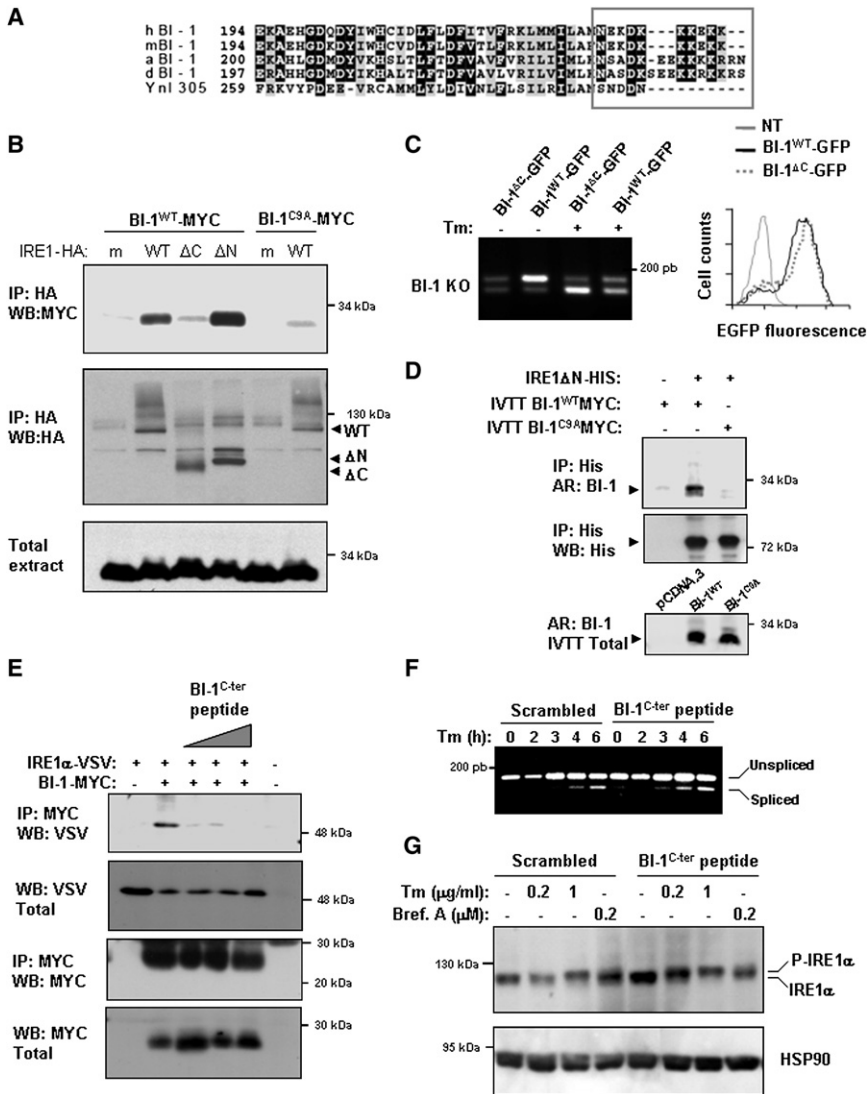 A
hBI-1 194 EKAEHGDQDYIWHCIDLFLDFITVFRKLMMILAMNEKDK---KKEKK--
mBI-1 194 EKAEHGDKDYIWHCVDLFLDFVTLFRKLMLILAFNEKDK---KKEKK--
aBI-1 200
dBI-1 197
Ynl 305 259
B
BI-1WT-MYC BI-1C9A-MYC
IRE1-HA: m WT ΔC ΔN m WT
IP: HA
WB:MYC
34 kDa
IP: HA
WB:HA
130 kDa
WT
ΔN
ΔC
Total
extract
34 kDa
C
BI-1ΔC-GFP BI-1WT-GFP BI-1ΔC-GFP BI-1WT-GFP
Tm: - - + +
BI-1 KO
200 pb
NT
BI-1WT-GFP
BI-1ΔC-GFP
Cell counts
EGFP fluorescence
D
IRE1ΔN-HIS: - + +
IVTT BI-1WTMYC: + + -
IVTT BI-1C9AMYC: - - +
IP: His
AR: BI-1
34 kDa
IP: His
WB: His
72 kDa
pCDNA.3 BI-1WT BI-1C9A
AR: BI-1
IVTT Total
34 kDa
E
BI-1C-ter
peptide
IRE1α-VSV: + + + + + -
BI-1-MYC: - + + + + -
IP: MYC
WB: VSV
48 kDa
WB: VSV
Total
48 kDa
IP: MYC
WB: MYC
30 kDa
20 kDa
WB: MYC
Total
30 kDa
F
Scrambled BI-1C-ter peptide
Tm (h): 0 2 3 4 6 0 2 3 4 6
200 pb
Unspliced
Spliced
G
Scrambled BI-1C-ter peptide
Tm (µg/ml): - 0.2 1 - - 0.2 1 -
Bref. A (µM): - - - 0.2 - - - 0.2
130 kDa
P-IRE1α
IRE1α
95 kDa
HSP90